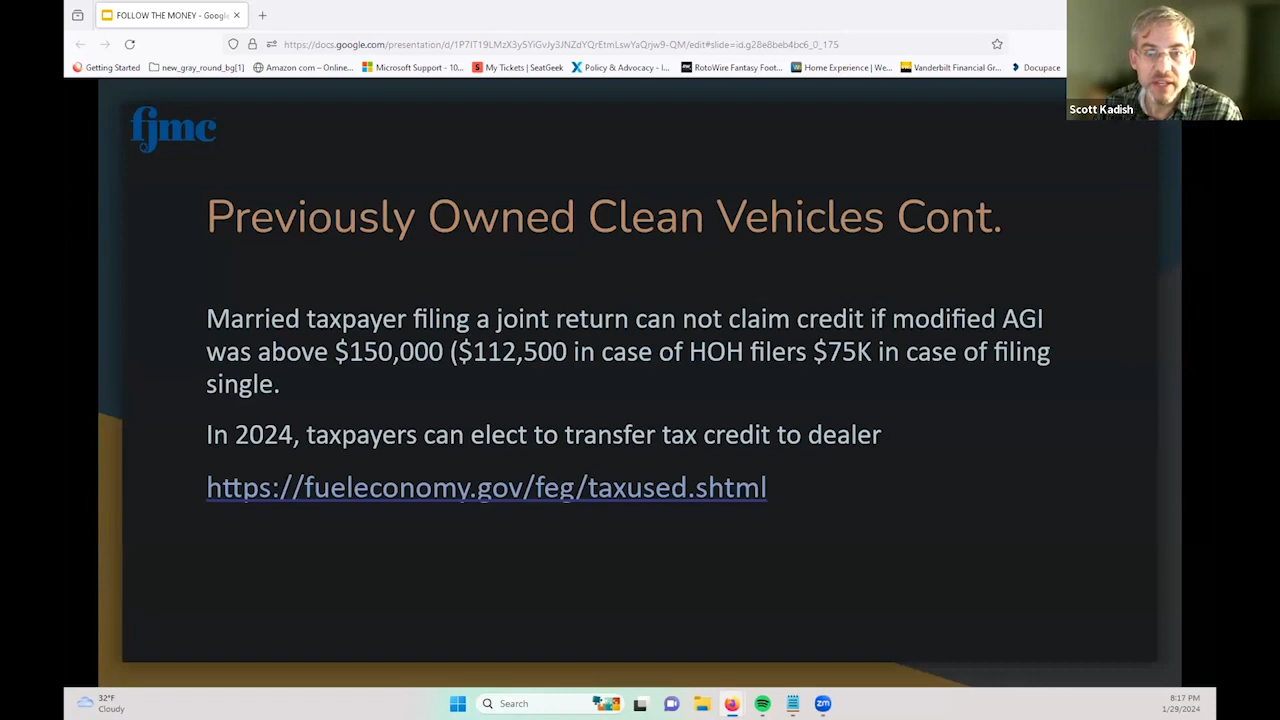 FOLLOW THE MONEY - Google
https://docs.google.com/presentation/d/1P7iT19LMzX3y5YiGvJy3JNZdYQrEtmLswYaQrjw9-QM/edit#slide=id.g28e8beb4bc6_0_175
Getting Started new_gray_round_bg[1] Amazon com – Online... Microsoft Support - 10... My Tickets | SeatGeek Policy & Advocacy - I... RotoWire Fantasy Foot... Home Experience | We... Vanderbilt Financial Gr... Docupace
Scott Kadish
fjmc
Previously Owned Clean Vehicles Cont.
Married taxpayer filing a joint return can not claim credit if modified AGI
was above $150,000 ($112,500 in case of HOH filers $75K in case of filing
single.
In 2024, taxpayers can elect to transfer tax credit to dealer
https://fueleconomy.gov/feg/taxused.shtml
32°F
Cloudy
Search
zm
8:17 PM
1/29/2024